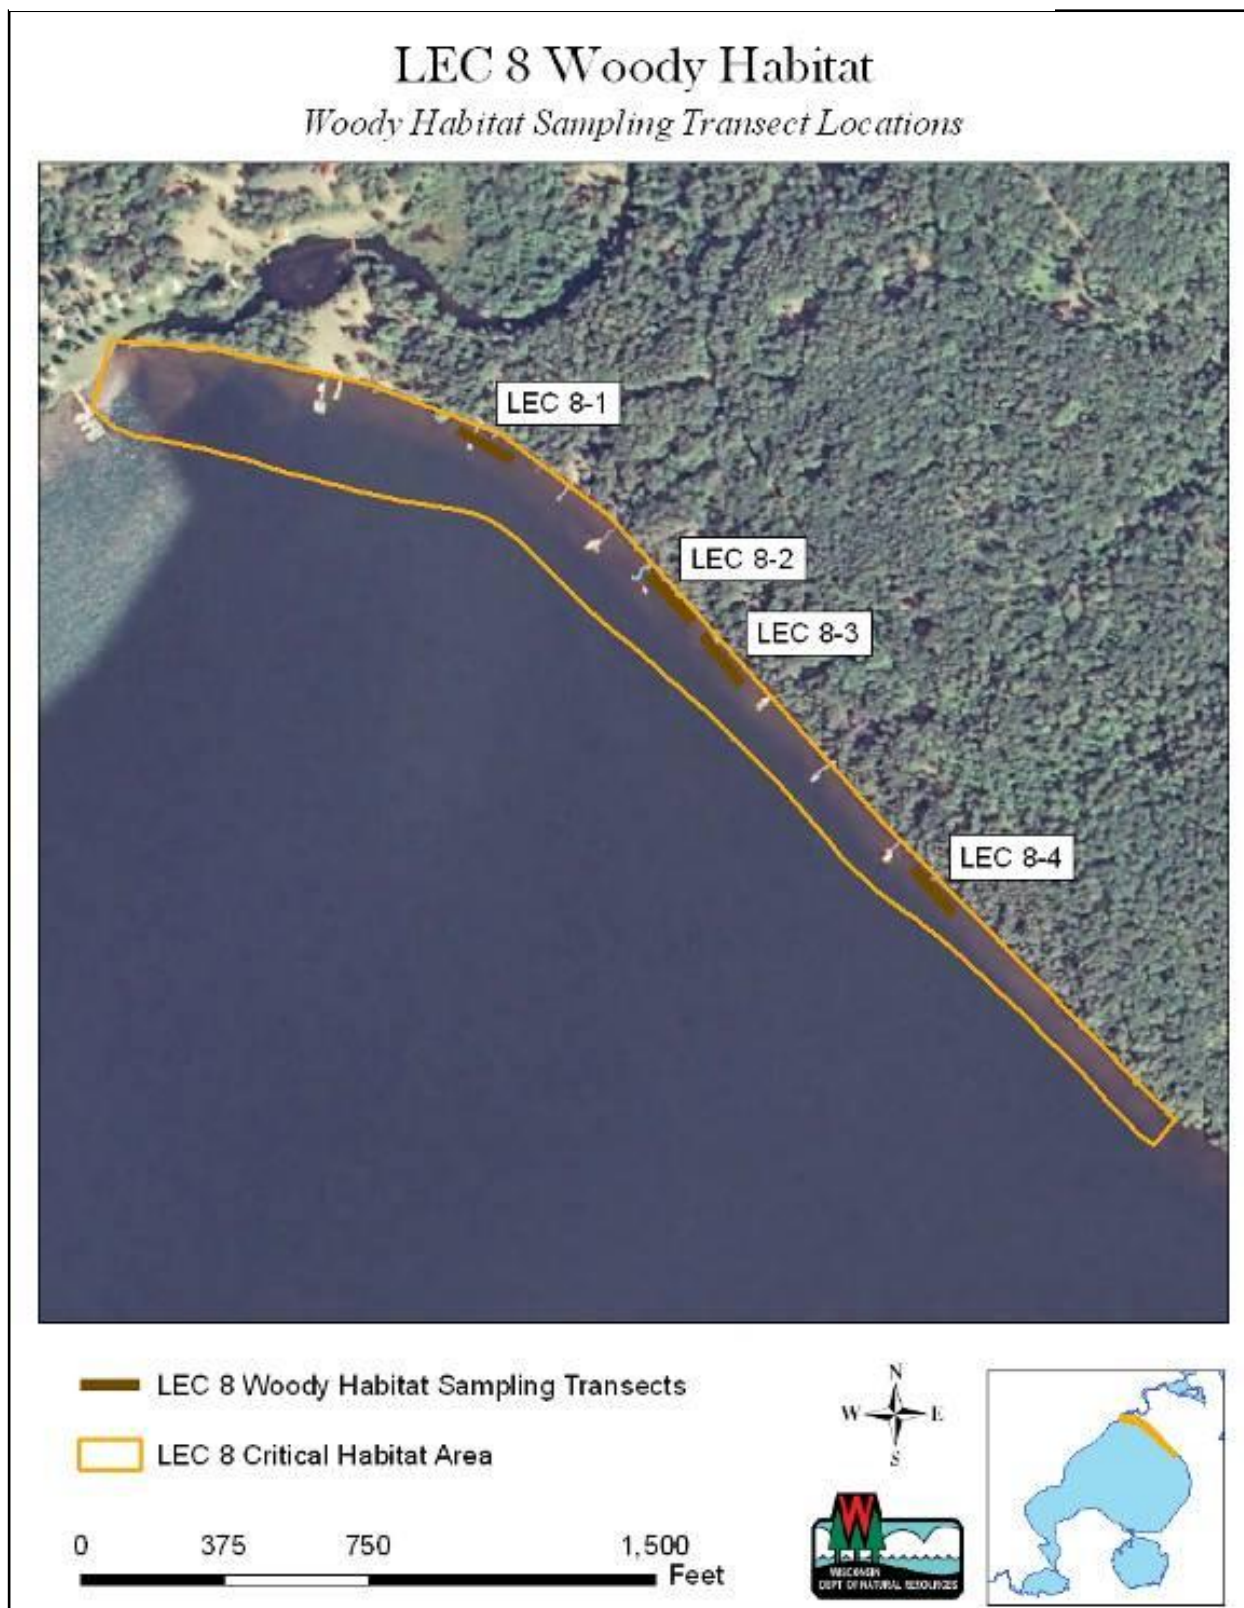 LEC 8 Woody Habitat
Woody Habitat Sampling Transect Locations
LEC 8-1
LEC 8-2
LEC 8-3
LEC 8-4
LEC 8 Woody Habitat Sampling Transects
LEC 8 Critical Habitat Area
N
W E
S
0 375 750 1,500
Feet
W
WISCONSIN
DEPT OF NATURAL RESOURCES